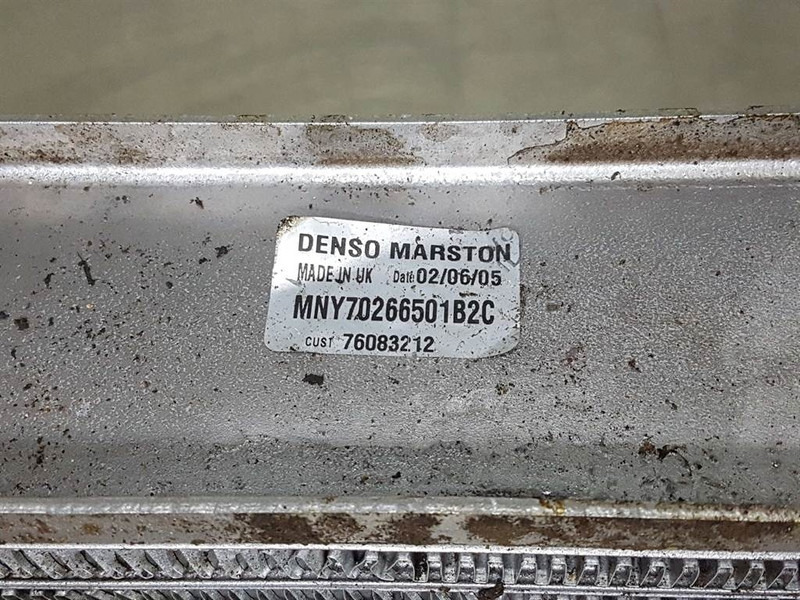 DENSO MARSTON
MADE IN UK Date 02/06/05
MNY70266501B2C
CUST 76083212